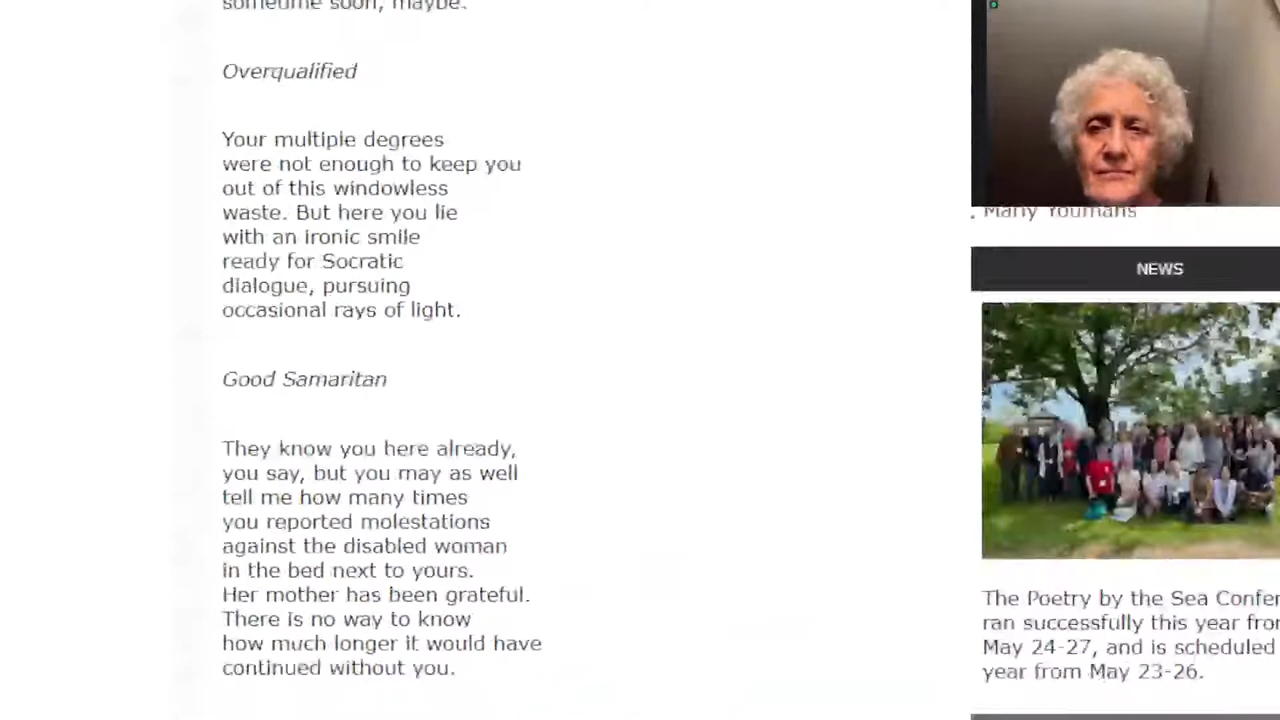 sometime soon, maybe.
Overqualified
Your multiple degrees
were not enough to keep you
out of this windowless
waste. But here you lie
with an ironic smile
ready for Socratic
dialogue, pursuing
occasional rays of light.
Good Samaritan
They know you here already,
you say, but you may as well
tell me how many times
you reported molestations
against the disabled woman
in the bed next to yours.
Her mother has been grateful.
There is no way to know
how much longer it would have
continued without you.
Marly Youmans
NEWS
The Poetry by the Sea
ran successfully this year
May 24-27, and is scheduled
year from May 23-26.